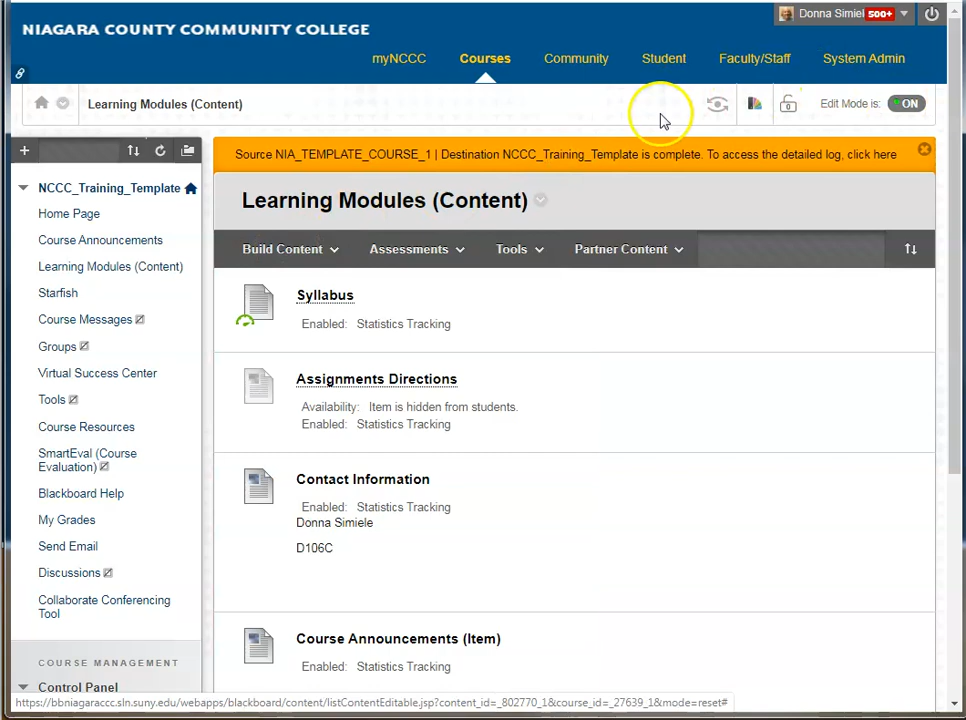 Donna Simiel 500+
NIAGARA COUNTY COMMUNITY COLLEGE
myNCCC Courses Community Student Faculty/Staff System Admin
Learning Modules (Content) Edit Mode is: ON
Source NIA_TEMPLATE_COURSE_1 | Destination NCCC_Training_Template is complete. To access the detailed log, click here
NCCC_Training_Template
Home Page
Course Announcements
Learning Modules (Content)
Starfish
Course Messages
Groups
Virtual Success Center
Tools
Course Resources
SmartEval (Course
Evaluation)
Blackboard Help
My Grades
Send Email
Discussions
Collaborate Conferencing
Tool
COURSE MANAGEMENT
Control Panel
Learning Modules (Content)
Build Content Assessments Tools Partner Content
Syllabus
Enabled: Statistics Tracking
Assignments Directions
Availability: Item is hidden from students.
Enabled: Statistics Tracking
Contact Information
Enabled: Statistics Tracking
Donna Simiele
D106C
Course Announcements (Item)
Enabled: Statistics Tracking
https://bbniagaraccc.sln.suny.edu/webapps/blackboard/content/listContentEditable.jsp?content_id=_802770_1&course_id=_27639_1&mode=reset#